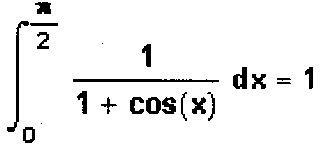 ∫₀^(π/2) 1/(1 + cos(x)) dx = 1